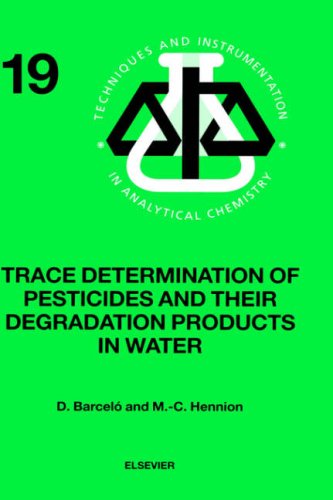 19
TECHNIQUES AND INSTRUMENTATION
IN ANALYTICAL CHEMISTRY
TRACE DETERMINATION OF
PESTICIDES AND THEIR
DEGRADATION PRODUCTS
IN WATER
D. Barceló and M.-C. Hennion
ELSEVIER